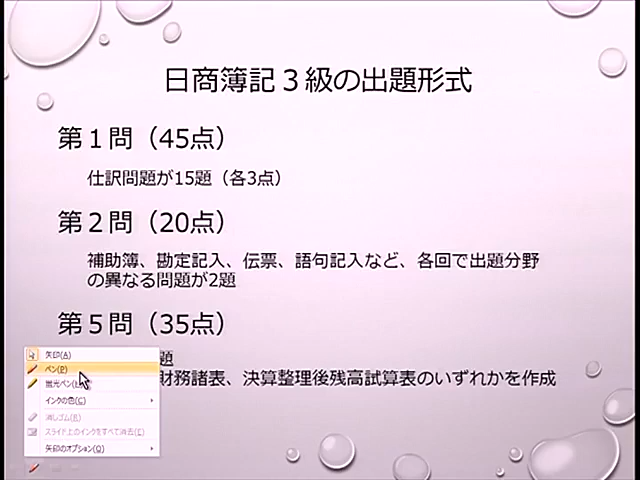 日商簿記３級の出題形式
第１問（45点）
仕訳問題が15題（各3点）
第２問（20点）
補助簿、勘定記入、伝票、語句記入など、各回で出題分野
の異なる問題が2題
第５問（35点）
題
財務諸表、決算整理後残高試算表のいずれかを作成
矢印(A)
ペン(P)
蛍光ペン(
インクの色(C)
消しゴム(R)
スライド上のインクをすべて消去(E)
矢印のオプション(O)